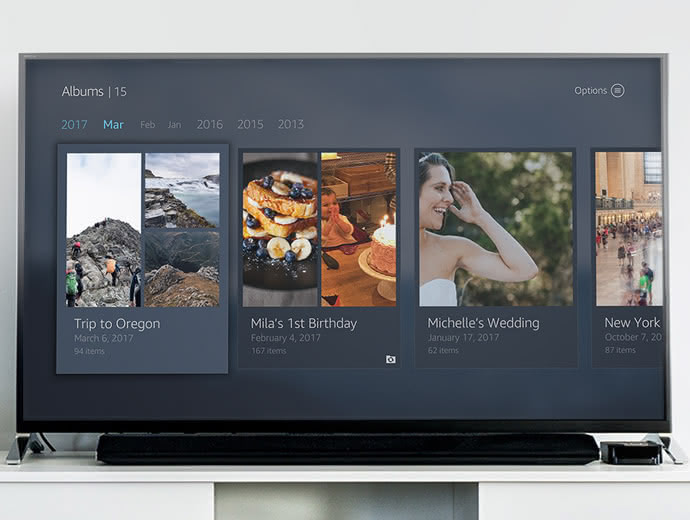 Albums | 15
Options
2017 Mar Feb Jan 2016 2015 2013
Trip to Oregon
March 6, 2017
94 items
Mila's 1st Birthday
February 4, 2017
167 items
Michelle's Wedding
January 17, 2017
62 items
New York
October 7, 20
87 items